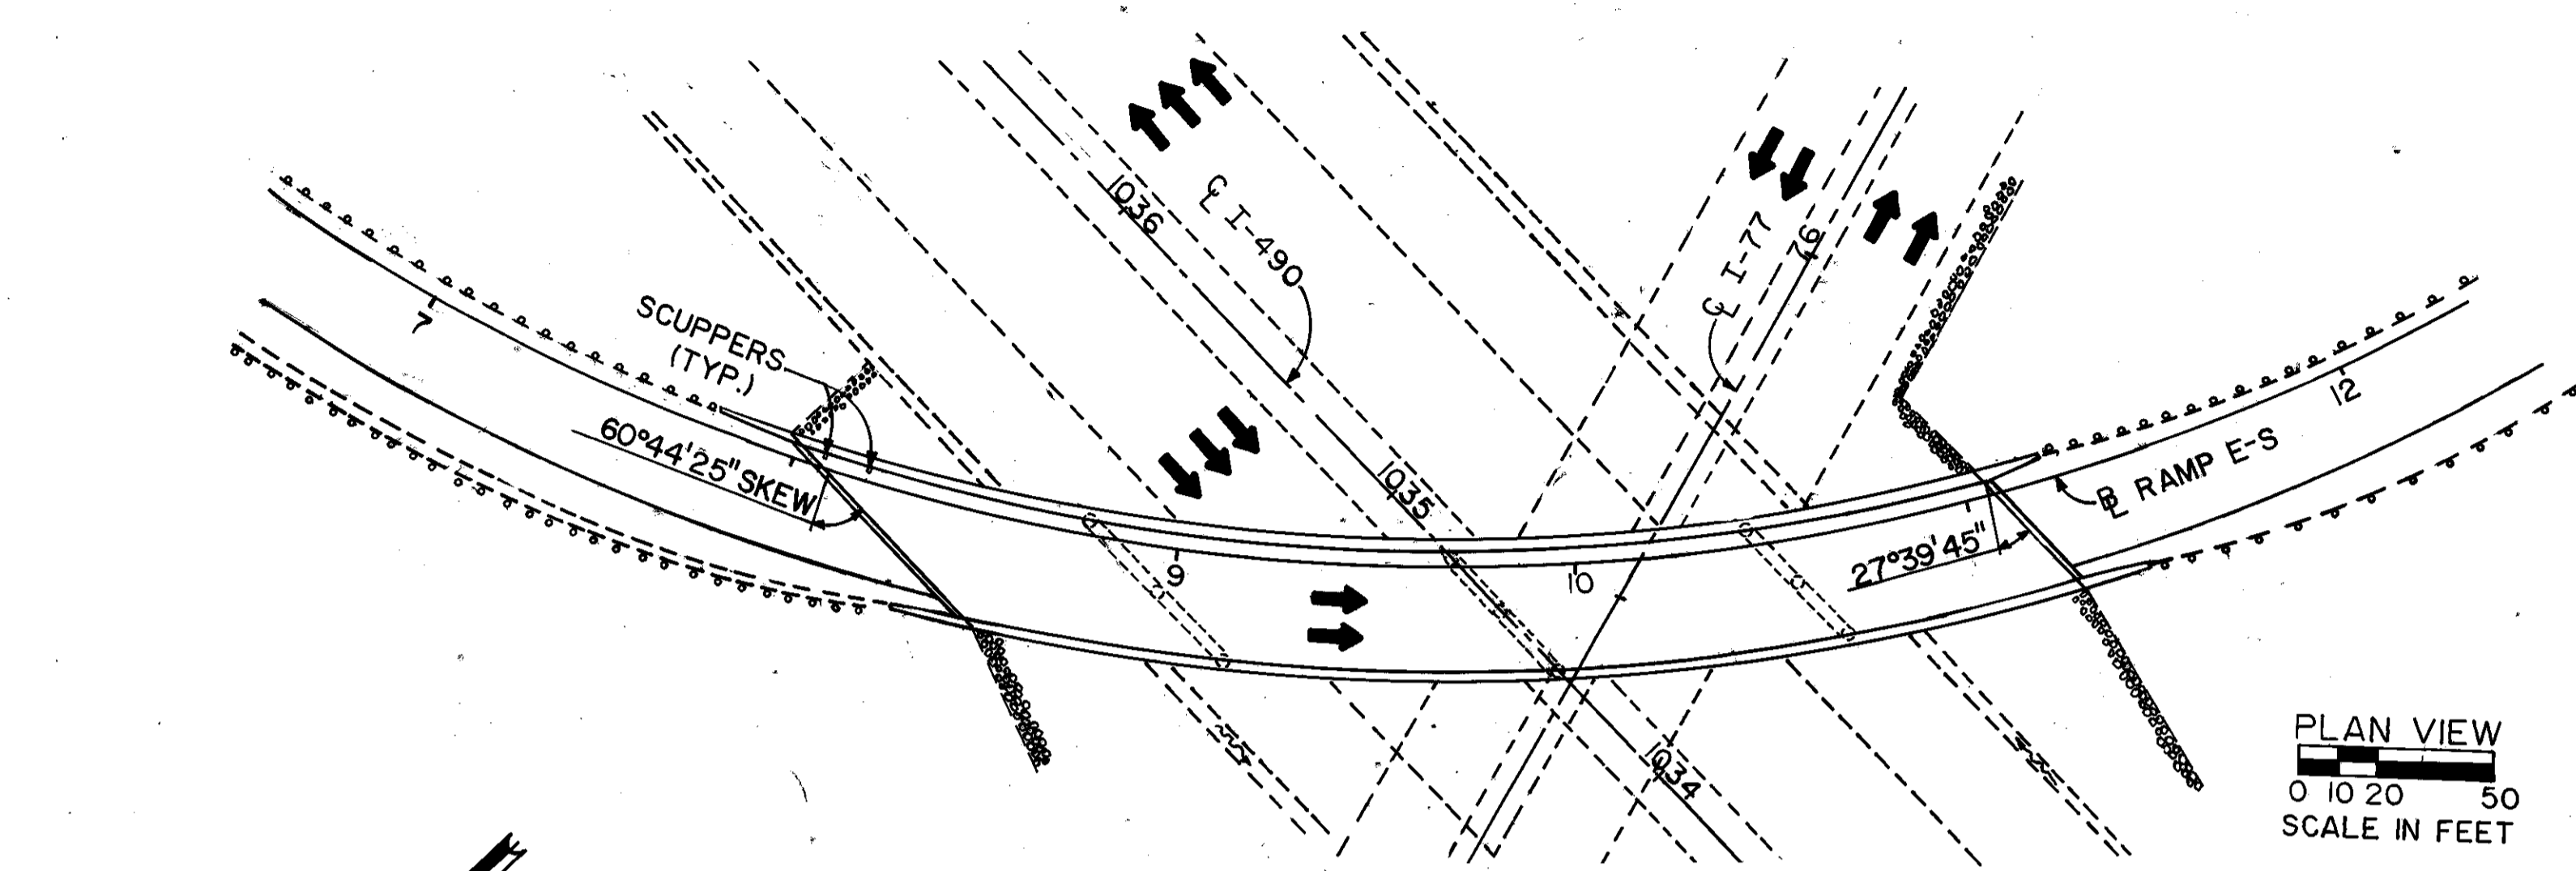 1036
℄ I-490
℄ I-77
76
7
SCUPPERS
(TYP.)
60°44'25" SKEW
1035
9
10
27°39'45"
12
℄ RAMP E-S
1034
PLAN VIEW
0 10 20 50
SCALE IN FEET